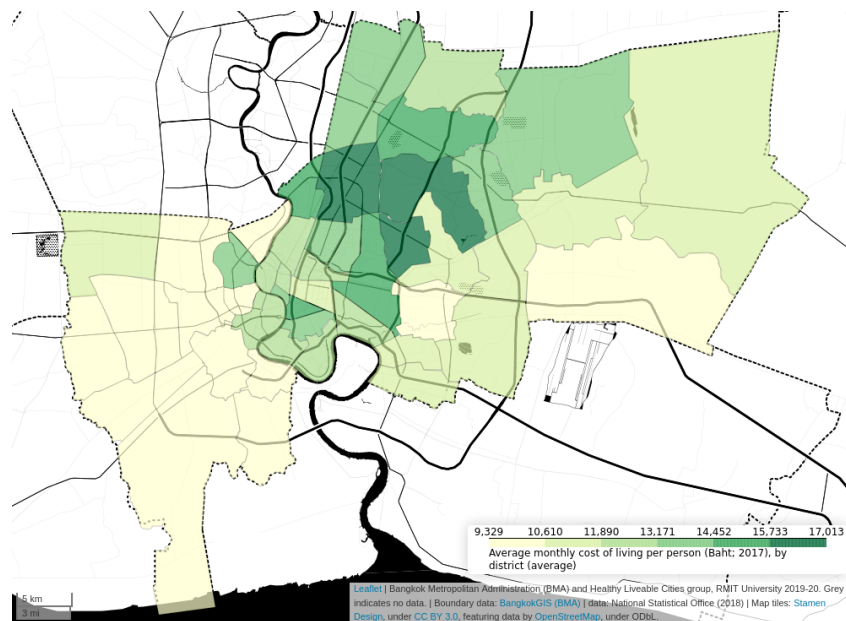 9,329 10,610 11,890 13,171 14,452 15,733 17,013
Average monthly cost of living per person (Baht; 2017), by
district (average)
5 km
3 mi
Leaflet | Bangkok Metropolitan Administration (BMA) and Healthy Liveable Cities group, RMIT University 2019-20. Grey
indicates no data. | Boundary data: BangkokGIS (BMA) | data: National Statistical Office (2018) | Map tiles: Stamen
Design, under CC BY 3.0, featuring data by OpenStreetMap, under ODbL.